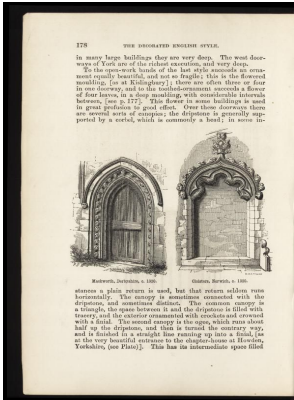 178 THE DECORATED ENGLISH STYLE.
in many large buildings they are very deep. The west door-
ways of York are of the richest execution, and very deep.
To the open-work bands of the last style succeeds an orna-
ment equally beautiful, and not so fragile; this is the flowered
moulding, [as at Kislingbury]; there are often three or four
in one doorway, and to the toothed-ornament succeeds a flower
of four leaves, in a deep moulding, with considerable intervals
between, [see p. 177]. This flower in some buildings is used
in great profusion to good effect. Over these doorways there
are several sorts of canopies; the dripstone is generally sup-
ported by a corbel, which is commonly a head; in some in-
Mackworth, Derbyshire, c.
Norwich, c.
stances a plain return is used, but that return seldom runs
horizontally. The canopy is sometimes connected with the
dripstone, and sometimes distinct. The common canopy is
a triangle, the space between it and the dripstone is filled with
tracery, and the exterior ornamented with crockets and crowned
with a finial. The second canopy is the ogee, which runs about
half up the dripstone, and then is turned the contrary way,
and is finished in a straight line running up into a finial, [as
at the very beautiful entrance to the chapter-house at Howden,
Yorkshire, (see Plate)]. This has its intermediate space filled